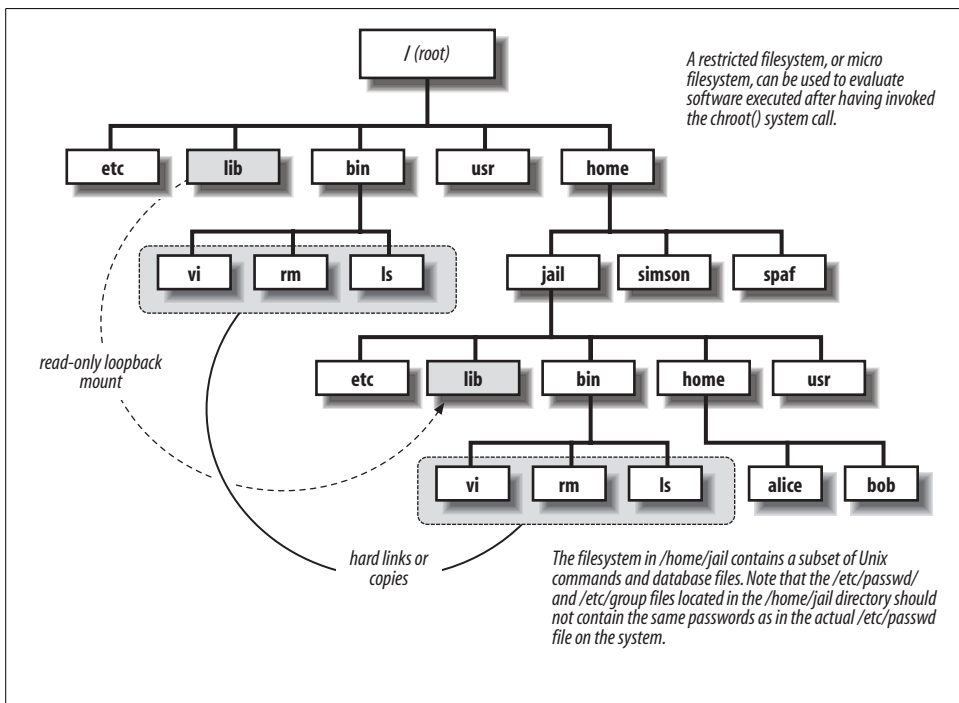 / (root)
A restricted filesystem, or micro
filesystem, can be used to evaluate
software executed after having invoked
the chroot() system call.
etc
lib
bin
usr
home
vi
rm
ls
jail
simson
spaf
read-only loopback
mount
etc
lib
bin
home
usr
vi
rm
ls
alice
bob
hard links or
copies
The filesystem in /home/jail contains a subset of Unix
commands and database files. Note that the /etc/passwd/
and /etc/group files located in the /home/jail directory should
not contain the same passwords as in the actual /etc/passwd
file on the system.